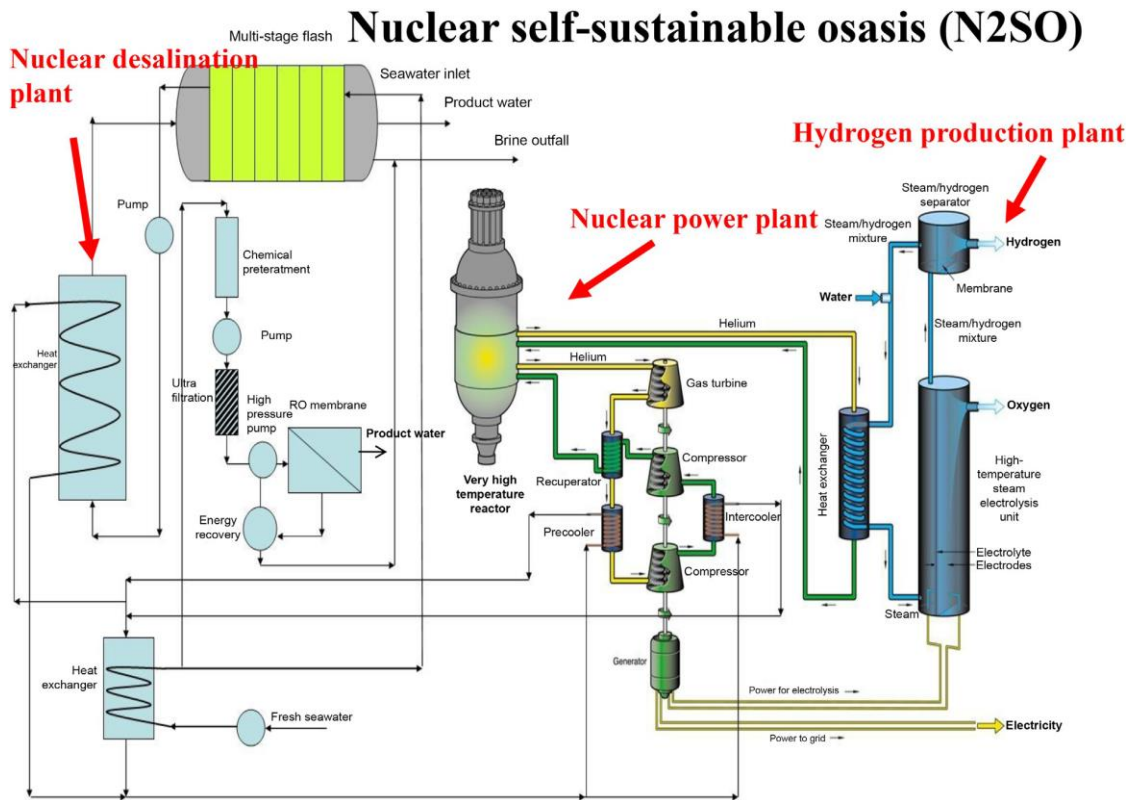 Nuclear self-sustainable osasis (N2SO)
Multi-stage flash
Nuclear desalination
plant
Seawater inlet
Product water
Brine outfall
Hydrogen production plant
Steam/hydrogen
separator
Pump
Nuclear power plant
Steam/hydrogen
mixture
Hydrogen
Chemical
preteratment
Membrane
Water
Pump
Helium
Steam/hydrogen
mixture
Heat
exchanger
Helium
Ultra
filtration
Gas turbine
High
pressure
pump
RO membrane
Product water
Oxygen
Very high
temperature
reactor
Recuperator
Compressor
Heat exchanger
High-
temperature
steam
electrolysis
unit
Energy
recovery
Precooler
Intercooler
Compressor
Electrolyte
Electrodes
Steam
Heat
exchanger
Generator
Power for electrolysis
Fresh seawater
Electricity
Power to grid